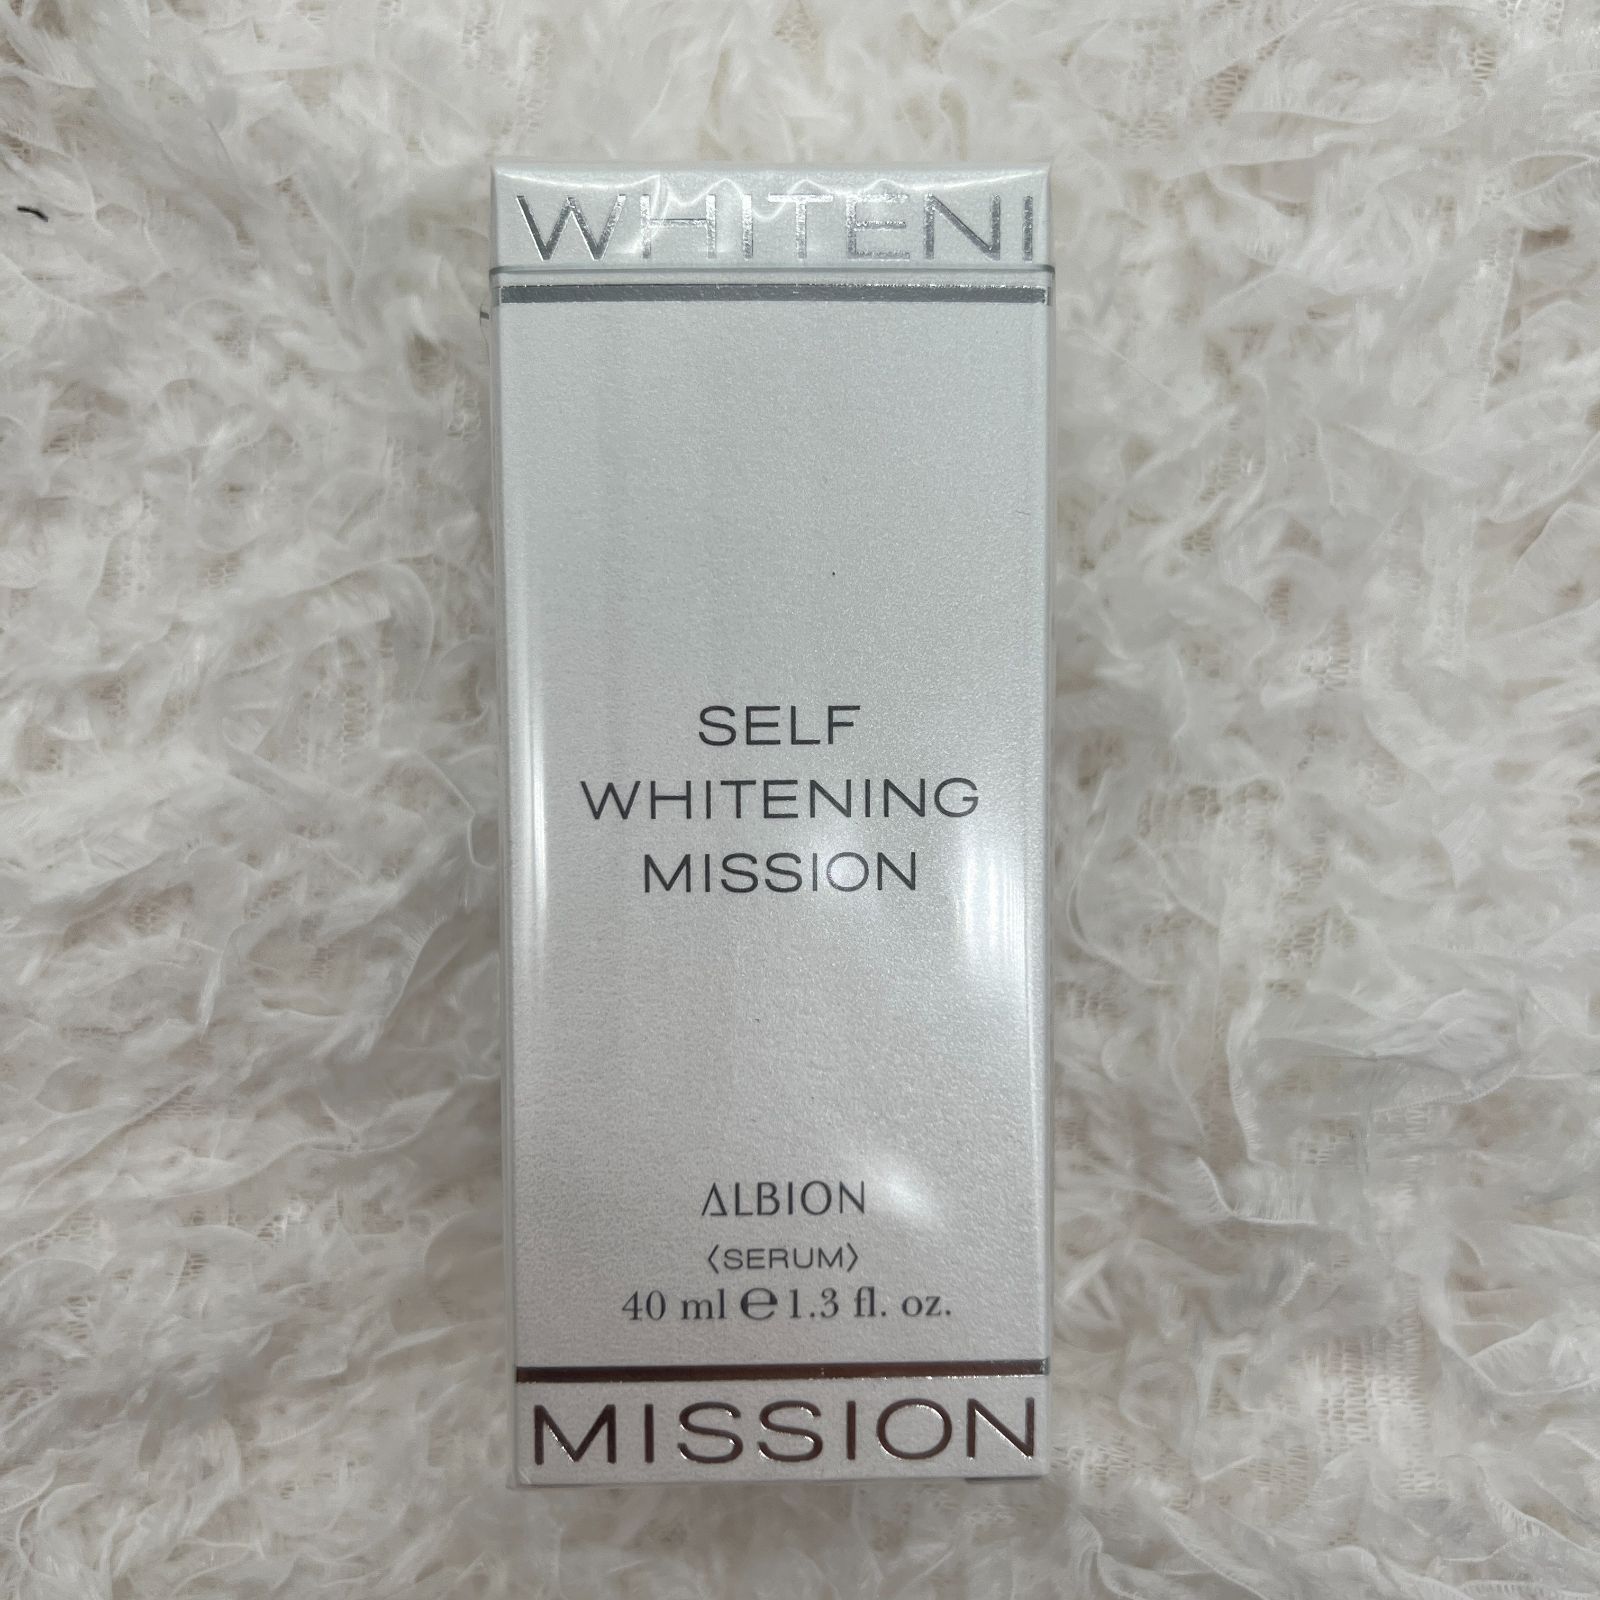 WHITENI
SELF
WHITENING
MISSION
ALBION
〈SERUM〉
40 ml ℮ 1.3 fl. oz.
MISSION